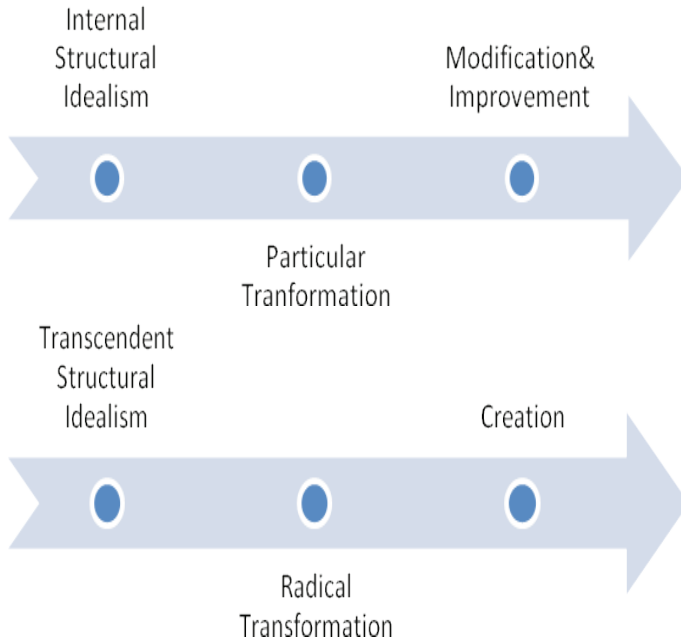 Internal
Structural
Idealism
Modification&
Improvement
Particular
Tranformation
Transcendent
Structural
Idealism
Creation
Radical
Transformation